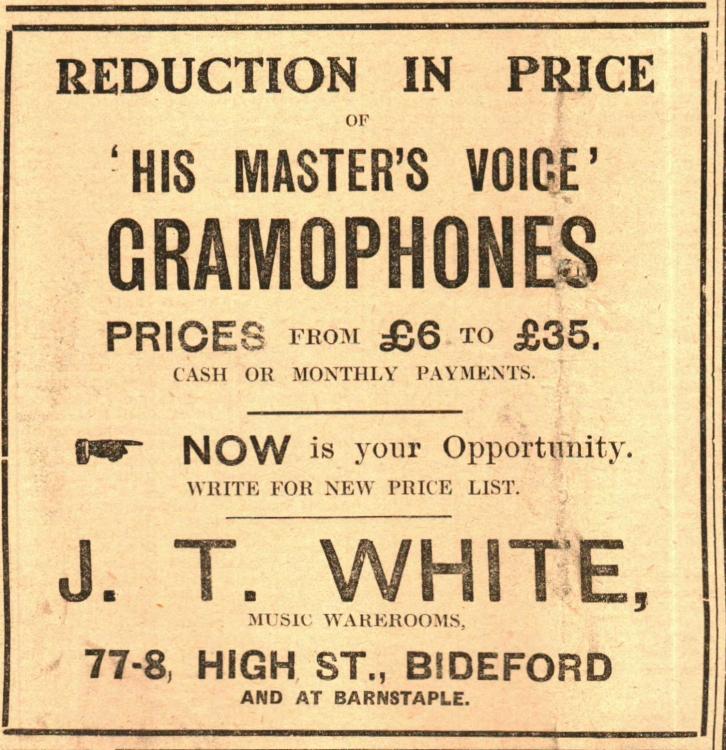 REDUCTION IN PRICE
OF
‘HIS MASTER'S VOICE’
GRAMOPHONES
PRICES FROM £6 TO £35.
CASH OR MONTHLY PAYMENTS.
NOW is your Opportunity.
WRITE FOR NEW PRICE LIST.
J. T. WHITE,
MUSIC WAREROOMS,
77-8, HIGH ST., BIDEFORD
AND AT BARNSTAPLE.